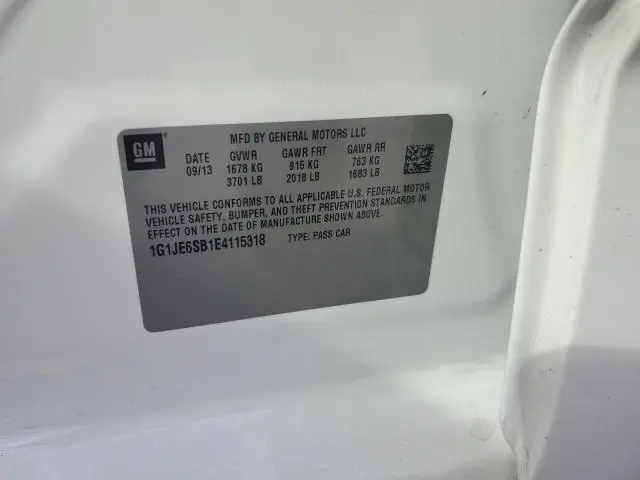 GM
MFD BY GENERAL MOTORS LLC
DATE GVWR GAWR FRT GAWR RR
09/13 1678 KG 915 KG 763 KG
3701 LB 2018 LB 1683 LB
THIS VEHICLE CONFORMS TO ALL APPLICABLE U.S. FEDERAL MOTOR
VEHICLE SAFETY, BUMPER, AND THEFT PREVENTION STANDARDS IN
EFFECT ON THE DATE OF MANUFACTURE SHOWN ABOVE.
1G1JE6SB1E4115318 TYPE: PASS CAR